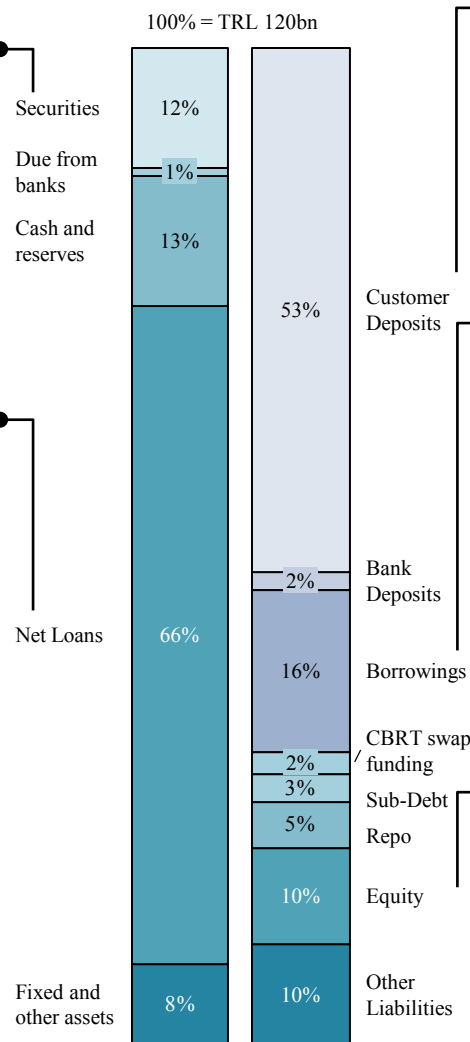 100% = TRL 120bn
Securities
12%
Due from
banks
1%
Cash and
reserves
13%
Net Loans
66%
Fixed and
other assets
8%
53%
Customer
Deposits
2%
Bank
Deposits
16%
Borrowings
2%
CBRT swap
funding
3%
Sub-Debt
5%
Repo
10%
Equity
10%
Other
Liabilities